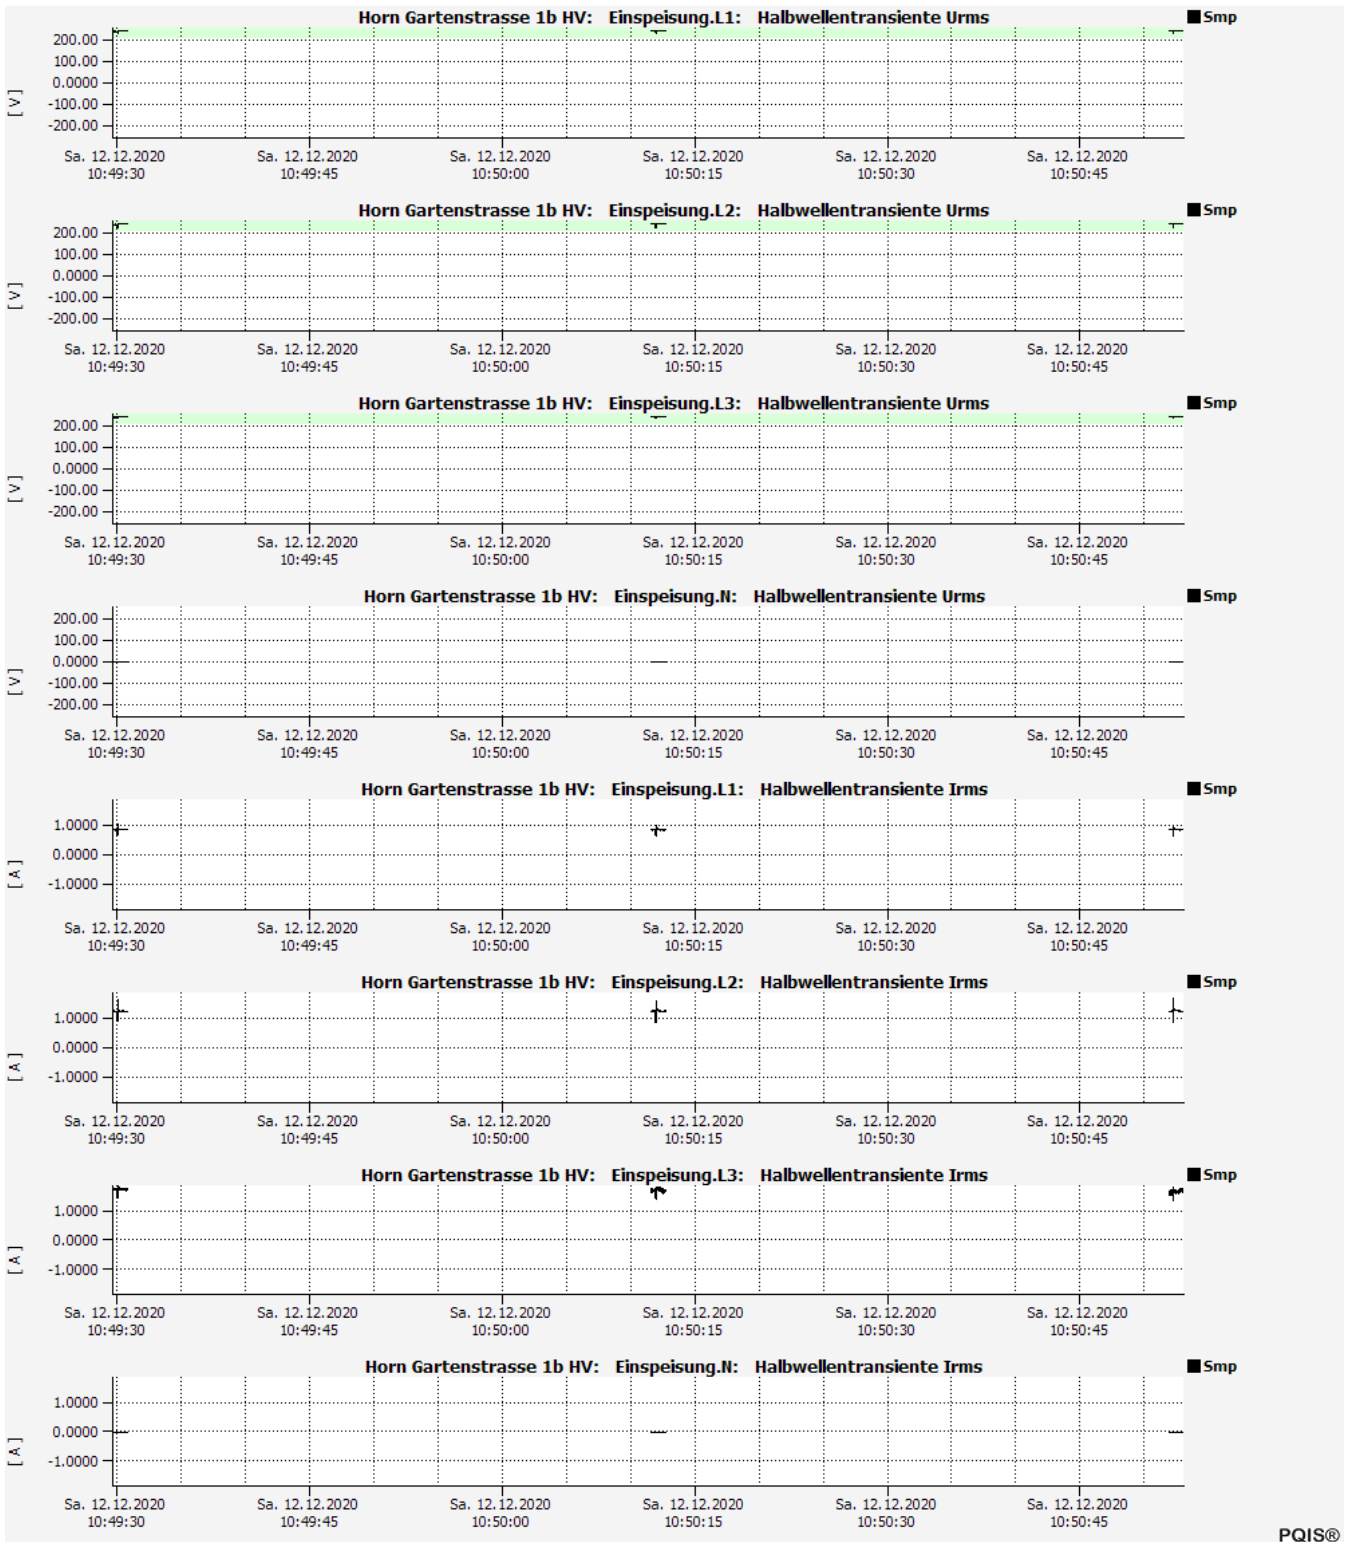 Horn Gartenstrasse 1b HV: Einspeisung.L1: Halbwellentransiente Urms
Smp
200.00
100.00
0.0000
-100.00
-200.00
[ V ]
Sa. 12.12.2020 Sa. 12.12.2020 Sa. 12.12.2020 Sa. 12.12.2020 Sa. 12.12.2020 Sa. 12.12.2020
10:49:30 10:49:45 10:50:00 10:50:15 10:50:30 10:50:45
Horn Gartenstrasse 1b HV: Einspeisung.L2: Halbwellentransiente Urms
Smp
200.00
100.00
0.0000
-100.00
-200.00
[ V ]
Sa. 12.12.2020 Sa. 12.12.2020 Sa. 12.12.2020 Sa. 12.12.2020 Sa. 12.12.2020 Sa. 12.12.2020
10:49:30 10:49:45 10:50:00 10:50:15 10:50:30 10:50:45
Horn Gartenstrasse 1b HV: Einspeisung.L3: Halbwellentransiente Urms
Smp
200.00
100.00
0.0000
-100.00
-200.00
[ V ]
Sa. 12.12.2020 Sa. 12.12.2020 Sa. 12.12.2020 Sa. 12.12.2020 Sa. 12.12.2020 Sa. 12.12.2020
10:49:30 10:49:45 10:50:00 10:50:15 10:50:30 10:50:45
Horn Gartenstrasse 1b HV: Einspeisung.N: Halbwellentransiente Urms
Smp
200.00
100.00
0.0000
-100.00
-200.00
[ V ]
Sa. 12.12.2020 Sa. 12.12.2020 Sa. 12.12.2020 Sa. 12.12.2020 Sa. 12.12.2020 Sa. 12.12.2020
10:49:30 10:49:45 10:50:00 10:50:15 10:50:30 10:50:45
Horn Gartenstrasse 1b HV: Einspeisung.L1: Halbwellentransiente Irms
Smp
1.0000
0.0000
-1.0000
[ A ]
Sa. 12.12.2020 Sa. 12.12.2020 Sa. 12.12.2020 Sa. 12.12.2020 Sa. 12.12.2020 Sa. 12.12.2020
10:49:30 10:49:45 10:50:00 10:50:15 10:50:30 10:50:45
Horn Gartenstrasse 1b HV: Einspeisung.L2: Halbwellentransiente Irms
Smp
1.0000
0.0000
-1.0000
[ A ]
Sa. 12.12.2020 Sa. 12.12.2020 Sa. 12.12.2020 Sa. 12.12.2020 Sa. 12.12.2020 Sa. 12.12.2020
10:49:30 10:49:45 10:50:00 10:50:15 10:50:30 10:50:45
Horn Gartenstrasse 1b HV: Einspeisung.L3: Halbwellentransiente Irms
Smp
1.0000
0.0000
-1.0000
[ A ]
Sa. 12.12.2020 Sa. 12.12.2020 Sa. 12.12.2020 Sa. 12.12.2020 Sa. 12.12.2020 Sa. 12.12.2020
10:49:30 10:49:45 10:50:00 10:50:15 10:50:30 10:50:45
Horn Gartenstrasse 1b HV: Einspeisung.N: Halbwellentransiente Irms
Smp
1.0000
0.0000
-1.0000
[ A ]
Sa. 12.12.2020 Sa. 12.12.2020 Sa. 12.12.2020 Sa. 12.12.2020 Sa. 12.12.2020 Sa. 12.12.2020
10:49:30 10:49:45 10:50:00 10:50:15 10:50:30 10:50:45
PQIS®